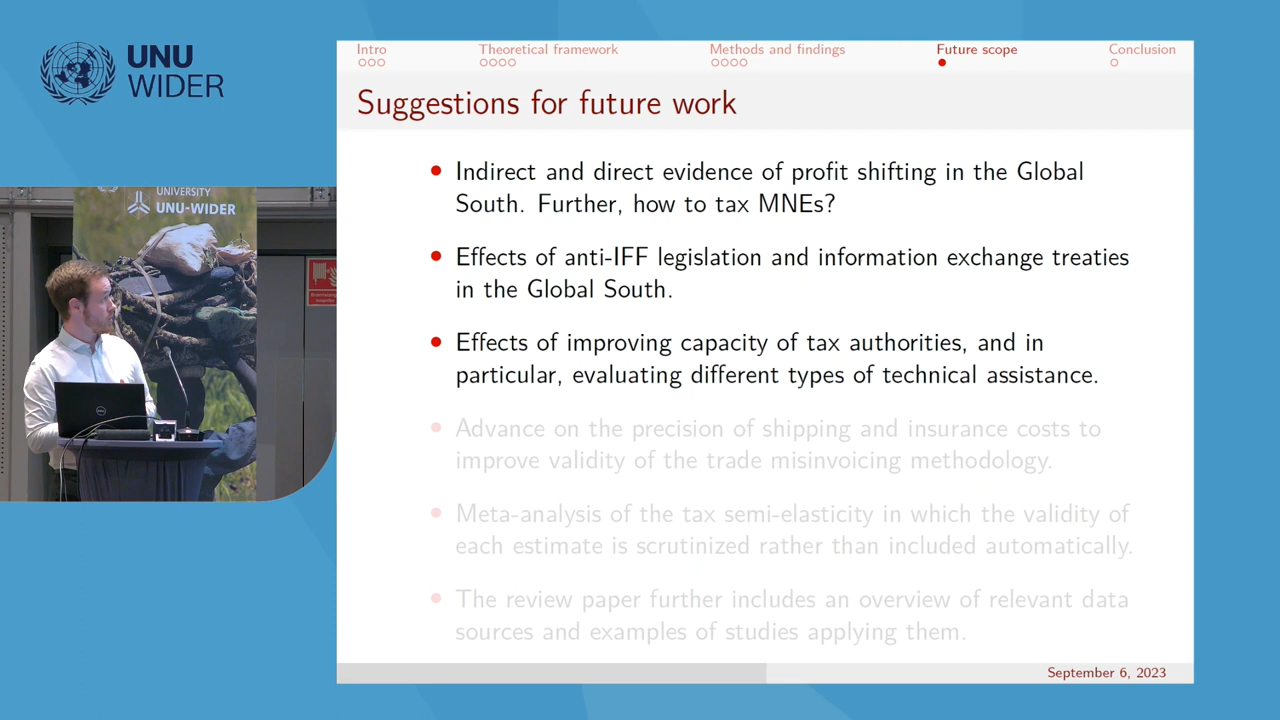 UNU
WIDER
Intro
Theoretical framework
Methods and findings
Future scope
Conclusion
Suggestions for future work
Indirect and direct evidence of profit shifting in the Global
South. Further, how to tax MNEs?
Effects of anti-IFF legislation and information exchange treaties
in the Global South.
Effects of improving capacity of tax authorities, and in
particular, evaluating different types of technical assistance.
Advance on the precision of shipping and insurance costs to
improve validity of the trade misinvoicing methodology.
Meta-analysis of the tax semi-elasticity in which the validity of
each estimate is scrutinized rather than included automatically.
The review paper further includes an overview of relevant data
sources and examples of studies applying them.
September 6, 2023
UNIVERSITY
UNU-WIDER
DELL